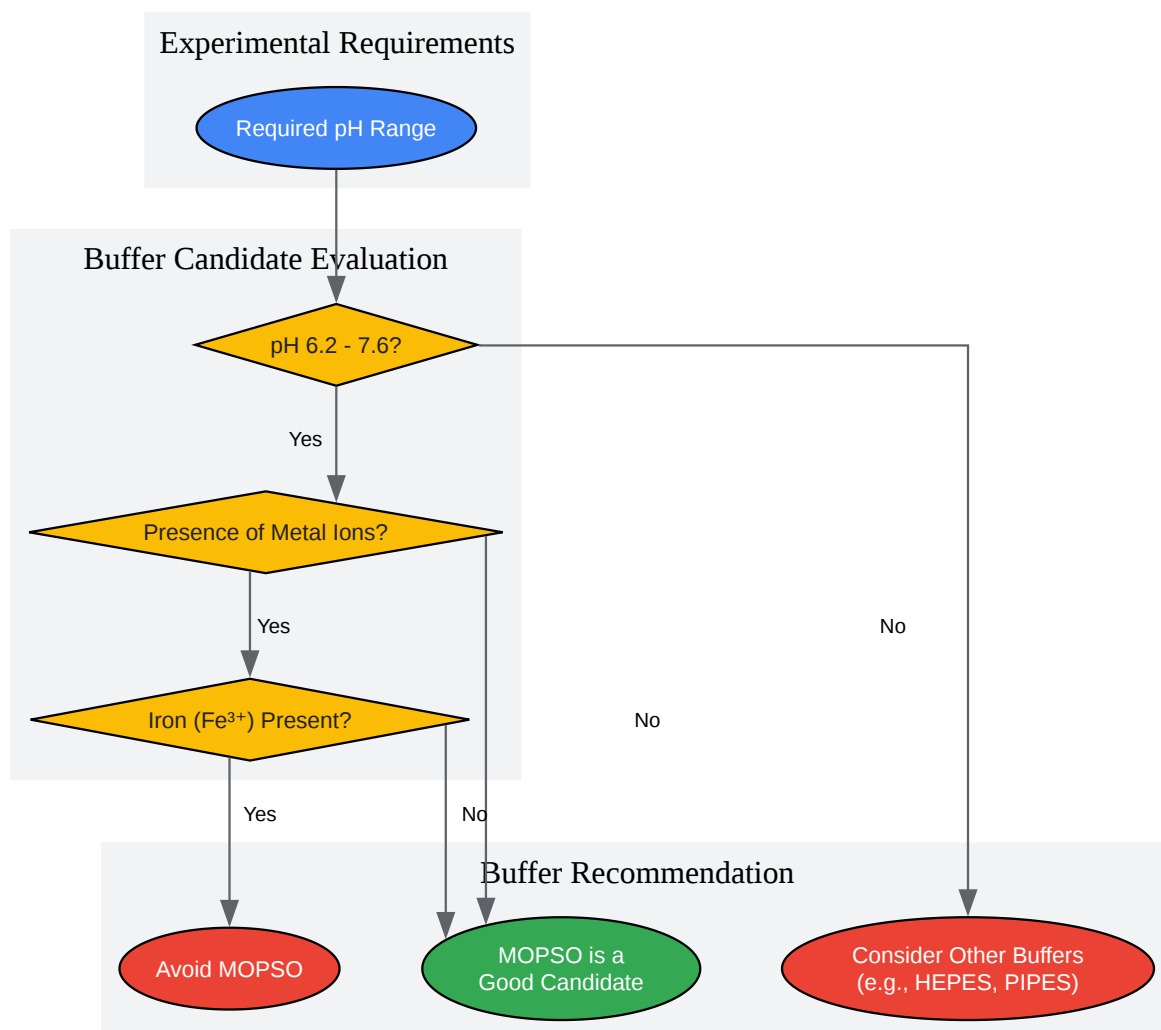 Experimental Requirements
Required pH Range
Buffer Candidate Evaluation
pH 6.2 - 7.6?
Yes
Presence of Metal Ions?
Yes
No
Iron (Fe³⁺) Present?
No
Yes
No
Buffer Recommendation
Avoid MOPSO
MOPSO is a
Good Candidate
Consider Other Buffers
(e.g., HEPES, PIPES)